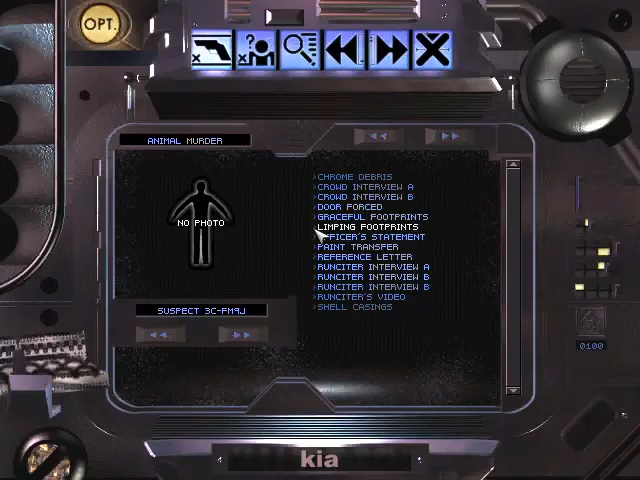 OPT.
ANIMAL MURDER
NO PHOTO
SUSPECT 3C-FM9J
CHROME DEBRIS
CROWD INTERVIEW A
CROWD INTERVIEW B
DOOR FORCED
GRACEFUL FOOTPRINTS
LIMPING FOOTPRINTS
FFICER'S STATEMENT
PAINT TRANSFER
REFERENCE LETTER
RUNCITER INTERVIEW A
RUNCITER INTERVIEW B
RUNCITER INTERVIEW B
RUNCITER'S VIDEO
SHELL CASINGS
0100
kia